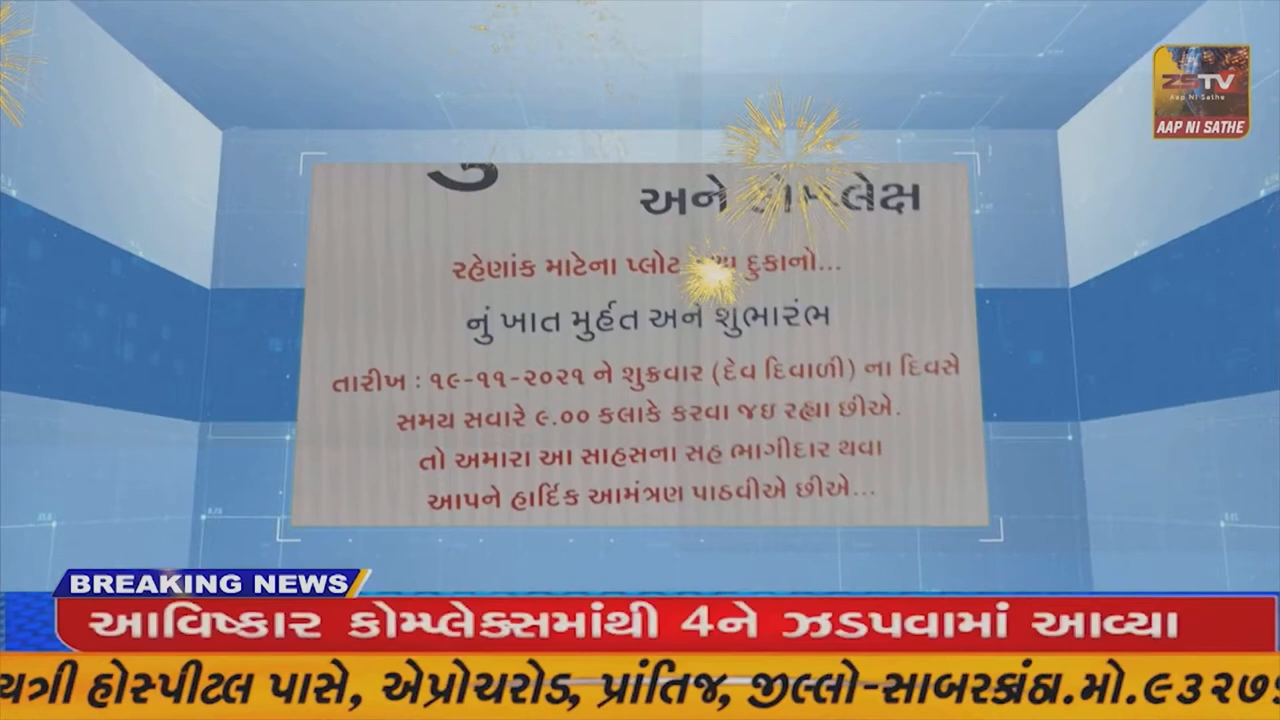 ZSTV
Aap Ni Sathe
AAP NI SATHE
અને
રહેણાંક માટેના પ્લોટ દુકાનો...
નું ખાત મુર્હત અને શુભારંભ
તારીખ : ૧૯-૧૧-૨૦૨૧ ને શુક્રવાર (દેવ દિવાળી) ના દિવસે
સમય સવારે ૯.૦૦ કલાકે કરવા જઇ રહ્યા છીએ.
તો અમારા આ સાહસના સહ ભાગીદાર થવા
આપને હાર્દિક આમંત્રણ પાઠવીએ છીએ...
BREAKING NEWS
આવિષ્કાર કોમ્પ્લેક્સમાંથી 4ને ઝડપવામાં આવ્યા
હોસ્પીટલ પાસે, એપ્રોચરોડ, પ્રાંતિજ, જીલ્લો-સાબરકાંઠા.મો.૯૩૨૭